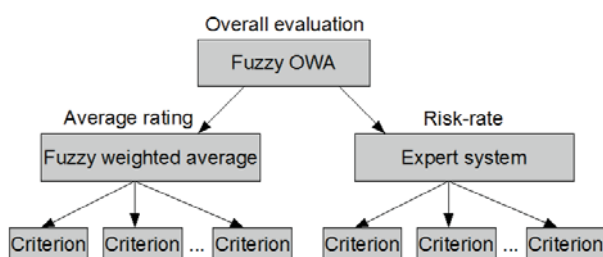 Overall evaluation
Fuzzy OWA
Average rating
Risk-rate
Fuzzy weighted average
Expert system
Criterion Criterion ... Criterion Criterion Criterion ... Criterion